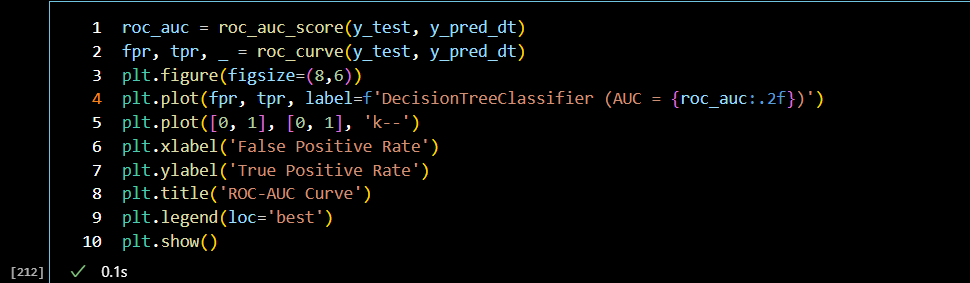 1 roc_auc = roc_auc_score(y_test, y_pred_dt)
2 fpr, tpr, _ = roc_curve(y_test, y_pred_dt)
3 plt.figure(figsize=(8,6))
4 plt.plot(fpr, tpr, label=f'DecisionTreeClassifier (AUC = {roc_auc:.2f})')
5 plt.plot([0, 1], [0, 1], 'k--')
6 plt.xlabel('False Positive Rate')
7 plt.ylabel('True Positive Rate')
8 plt.title('ROC-AUC Curve')
9 plt.legend(loc='best')
10 plt.show()
[212] ✓ 0.1s